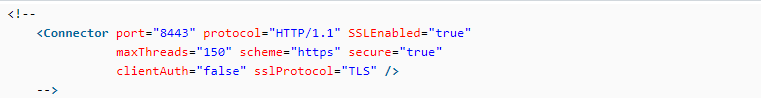 <!--
<Connector port="8443" protocol="HTTP/1.1" SSLEnabled="true"
maxThreads="150" scheme="https" secure="true"
clientAuth="false" sslProtocol="TLS" />
-->